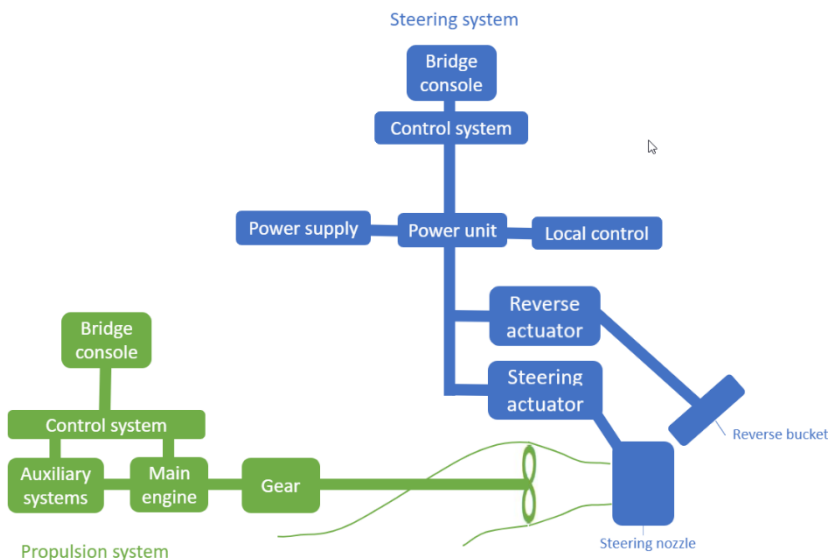 Steering system
Bridge
console
Control system
Power supply
Power unit
Local control
Reverse
actuator
Steering
actuator
Reverse bucket
Steering nozzle
Bridge
console
Control system
Auxiliary
systems
Main
engine
Gear
Propulsion system